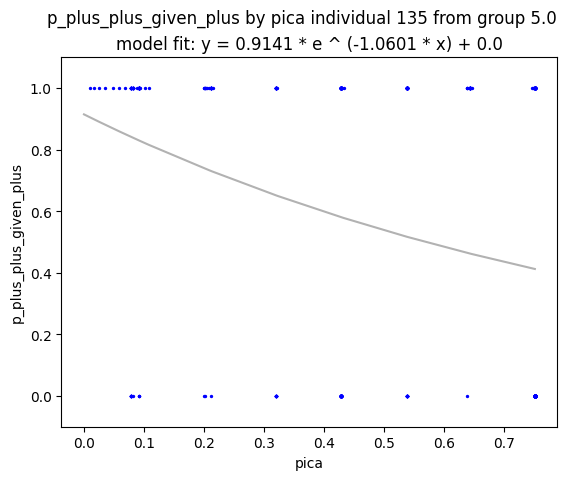 p_plus_plus_given_plus by pica individual 135 from group 5.0
model fit: y = 0.9141 * e ^ (-1.0601 * x) + 0.0
1.0
0.8
0.6
0.4
0.2
0.0
p_plus_plus_given_plus
0.0 0.1 0.2 0.3 0.4 0.5 0.6 0.7
pica